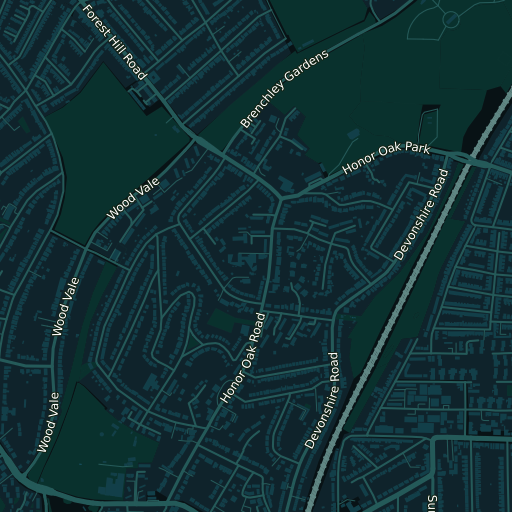 Forest Hill Road
Brenchley Gardens
Honor Oak Park
Wood Vale
Devonshire Road
Wood Vale
Honor Oak Road
Devonshire Road
Wood Vale